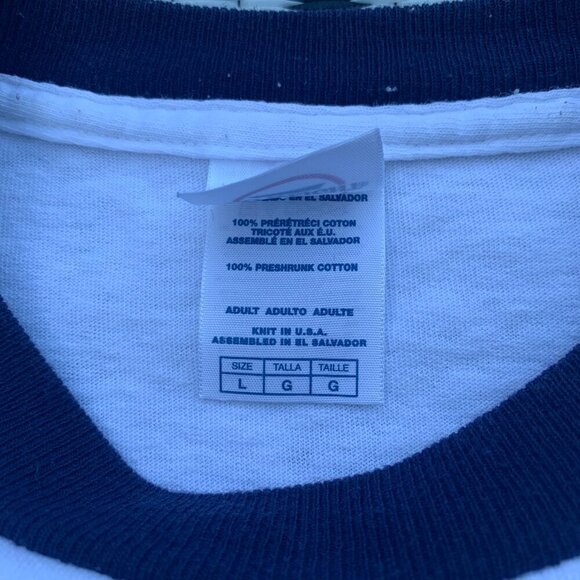 EN EL SALVADOR
100% PRÉRÉTRÉCI COTON
TRICOTÉ AUX É.U.
ASSEMBLÉ EN EL SALVADOR
100% PRESHRUNK COTTON
ADULT ADULTO ADULTE
KNIT IN U.S.A.
ASSEMBLED IN EL SALVADOR
SIZE TALLA TAILLE
L G G